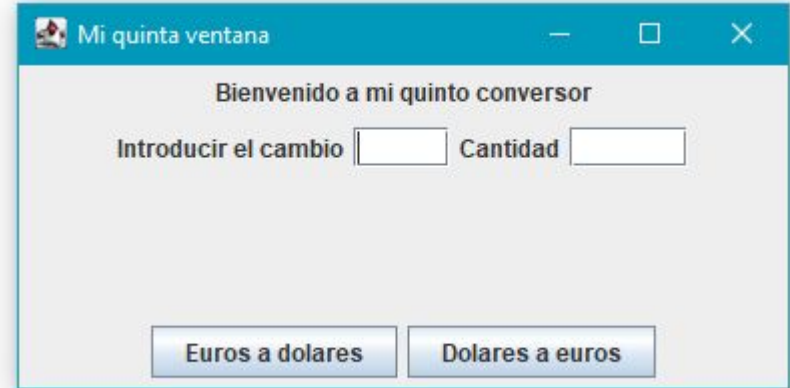 Mi quinta ventana
Bienvenido a mi quinto conversor
Introducir el cambio Cantidad
Euros a dolares Dolares a euros